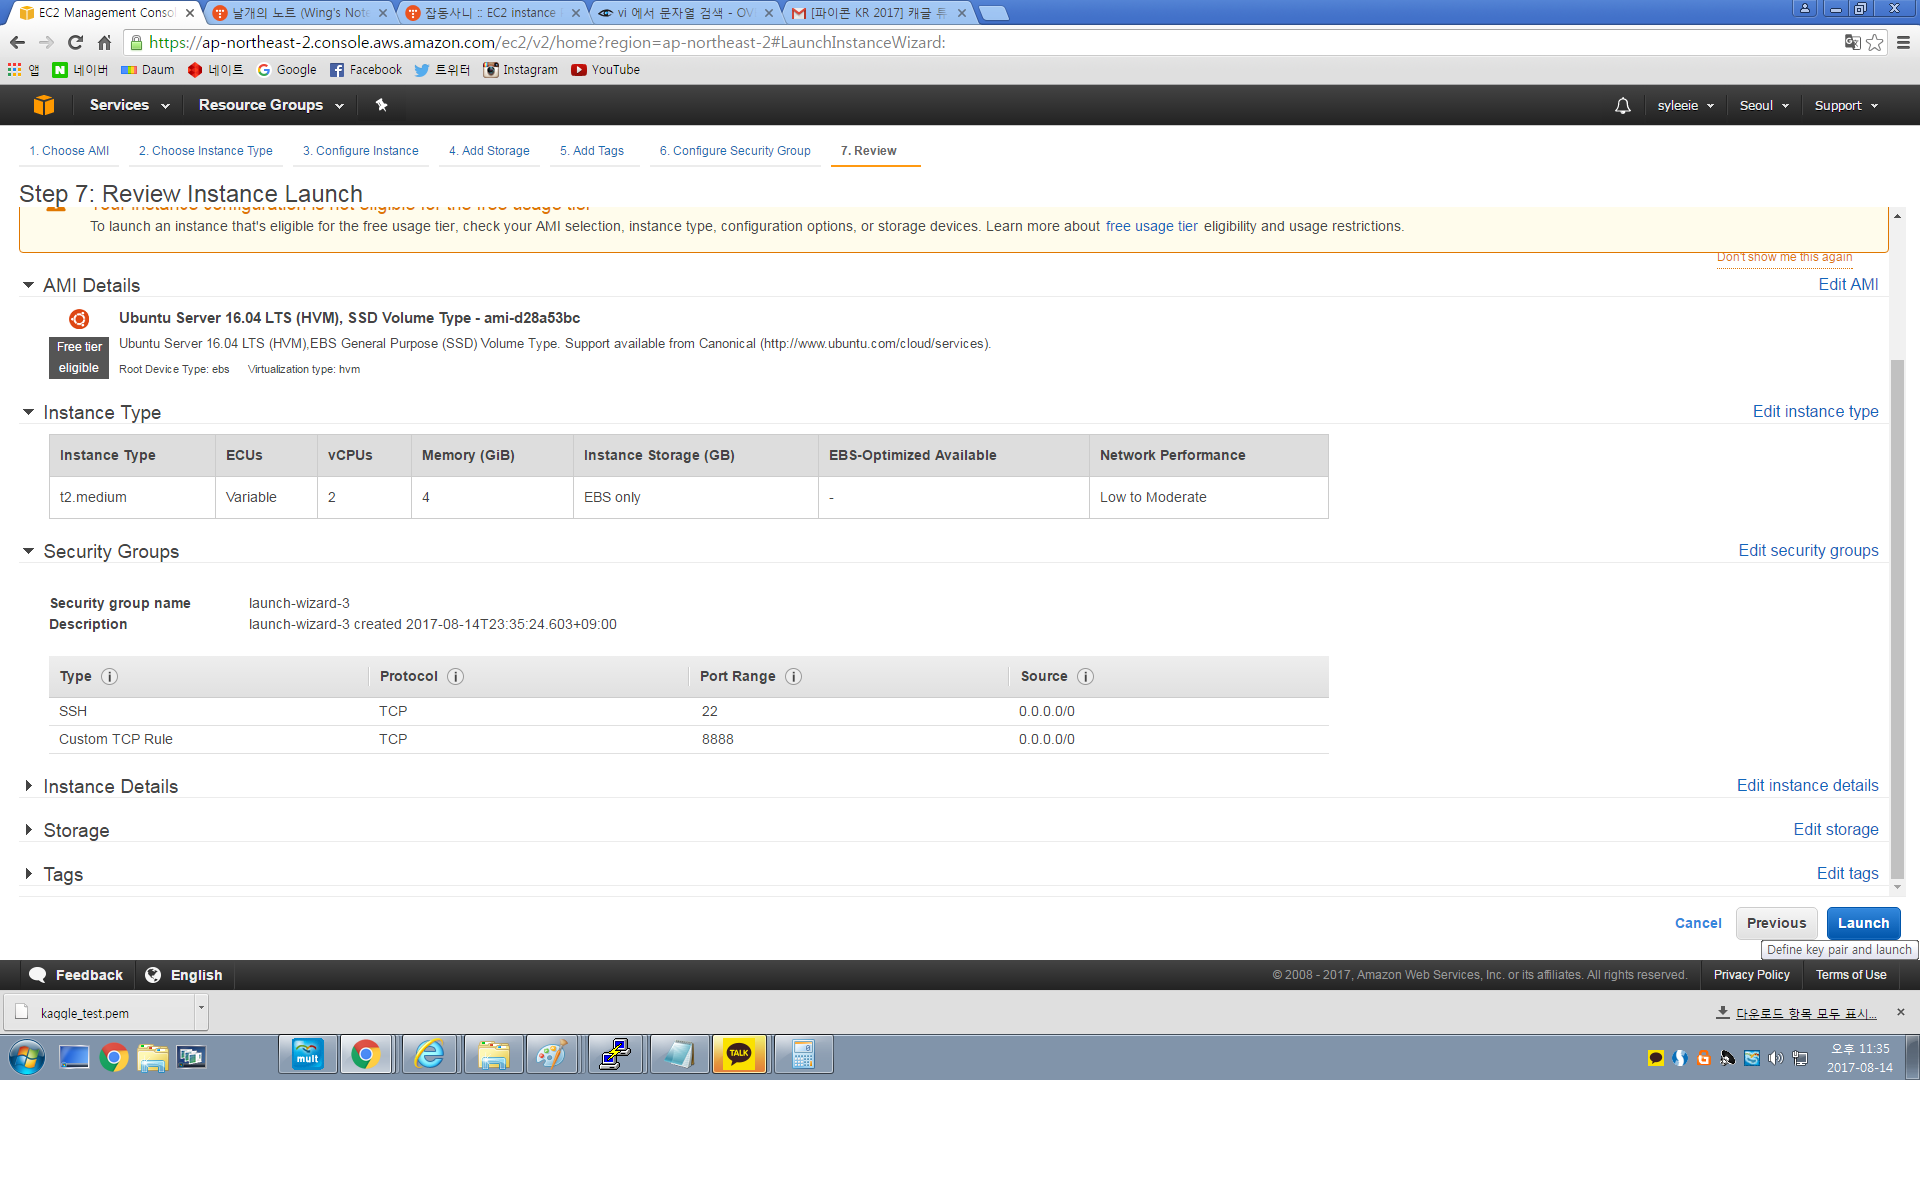 EC2 Management Consol
날개의 노트 (Wing's Note
잡동사니 :: EC2 instance
vi 에서 문자열 검색 - OV
[파이콘 KR 2017] 캐글 튜
https://ap-northeast-2.console.aws.amazon.com/ec2/v2/home?region=ap-northeast-2#LaunchInstanceWizard:
앱 네이버 Daum 네이트 Google Facebook 트위터 Instagram YouTube
Services Resource Groups syleeie Seoul Support
1. Choose AMI 2. Choose Instance Type 3. Configure Instance 4. Add Storage 5. Add Tags 6. Configure Security Group 7. Review
Step 7: Review Instance Launch
Your instance configuration is not eligible for the free usage tier
To launch an instance that's eligible for the free usage tier, check your AMI selection, instance type, configuration options, or storage devices. Learn more about free usage tier eligibility and usage restrictions.
Don't show me this again
AMI Details Edit AMI
Ubuntu Server 16.04 LTS (HVM), SSD Volume Type - ami-d28a53bc
Free tier eligible
Ubuntu Server 16.04 LTS (HVM),EBS General Purpose (SSD) Volume Type. Support available from Canonical (http://www.ubuntu.com/cloud/services).
Root Device Type: ebs Virtualization type: hvm
Instance Type Edit instance type
Instance Type ECUs vCPUs Memory (GiB) Instance Storage (GB) EBS-Optimized Available Network Performance
t2.medium Variable 2 4 EBS only - Low to Moderate
Security Groups Edit security groups
Security group name launch-wizard-3
Description launch-wizard-3 created 2017-08-14T23:35:24.603+09:00
Type i Protocol i Port Range i Source i
SSH TCP 22 0.0.0.0/0
Custom TCP Rule TCP 8888 0.0.0.0/0
Instance Details Edit instance details
Storage Edit storage
Tags Edit tags
Cancel Previous Launch
Define key pair and launch
Feedback English © 2008 - 2017, Amazon Web Services, Inc. or its affiliates. All rights reserved. Privacy Policy Terms of Use
kaggle_test.pem 다운로드 항목 모두 표시...
mult TALK
오후 11:35
2017-08-14